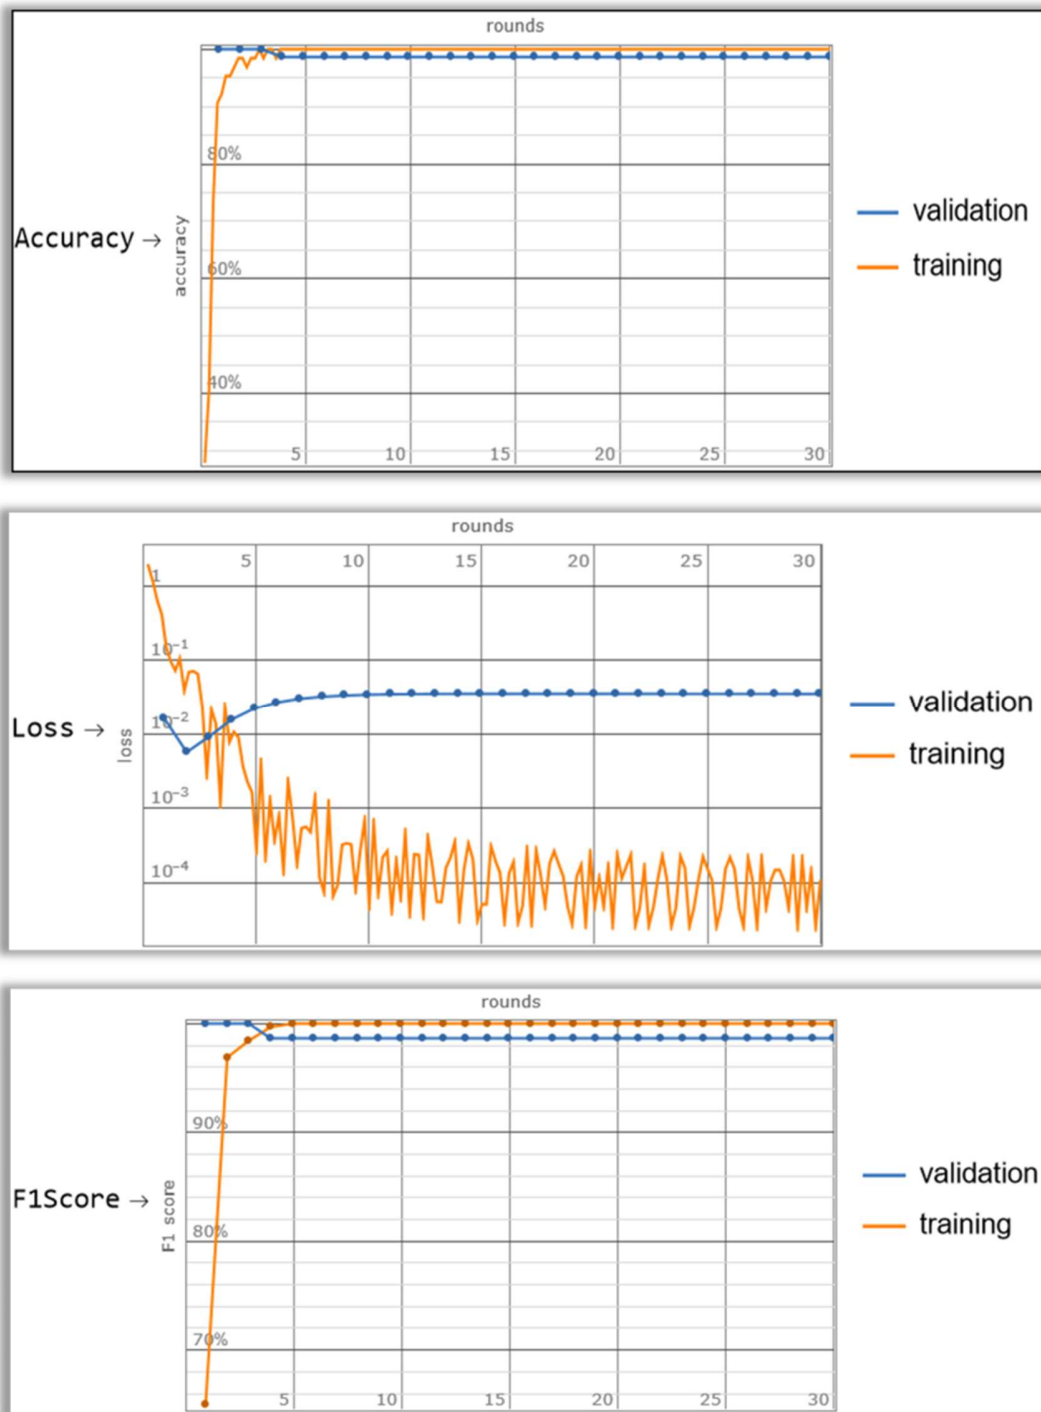 rounds
80%
60%
40%
accuracy
Accuracy →
5 10 15 20 25 30
validation
training
rounds
5 10 15 20 25 30
1
10⁻¹
10⁻²
10⁻³
10⁻⁴
loss
Loss →
validation
training
rounds
90%
80%
70%
F1 score
F1Score →
5 10 15 20 25 30
validation
training